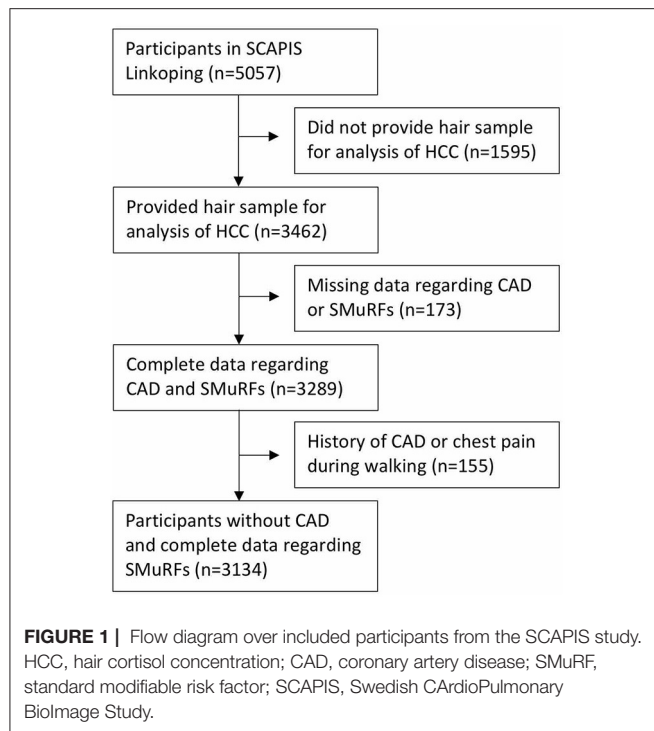 Participants in SCAPIS
Linkoping (n=5057)
Did not provide hair sample
for analysis of HCC (n=1595)
Provided hair sample for
analysis of HCC (n=3462)
Missing data regarding CAD
or SMuRFs (n=173)
Complete data regarding
CAD and SMuRFs (n=3289)
History of CAD or chest pain
during walking (n=155)
Participants without CAD
and complete data regarding
SMuRFs (n=3134)
FIGURE 1 | Flow diagram over included participants from the SCAPIS study.
HCC, hair cortisol concentration; CAD, coronary artery disease; SMuRF,
standard modifiable risk factor; SCAPIS, Swedish CArdioPulmonary
BioImage Study.